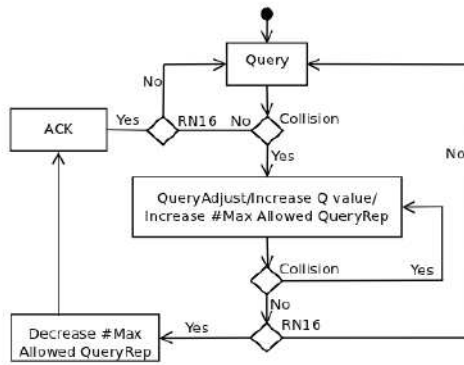 Query
No
Yes
RN16
No
Collision
ACK
No
Yes
QueryAdjust/Increase Q value/
Increase #Max Allowed QueryRep
Collision
Yes
No
Yes
RN16
Decrease #Max
Allowed QueryRep